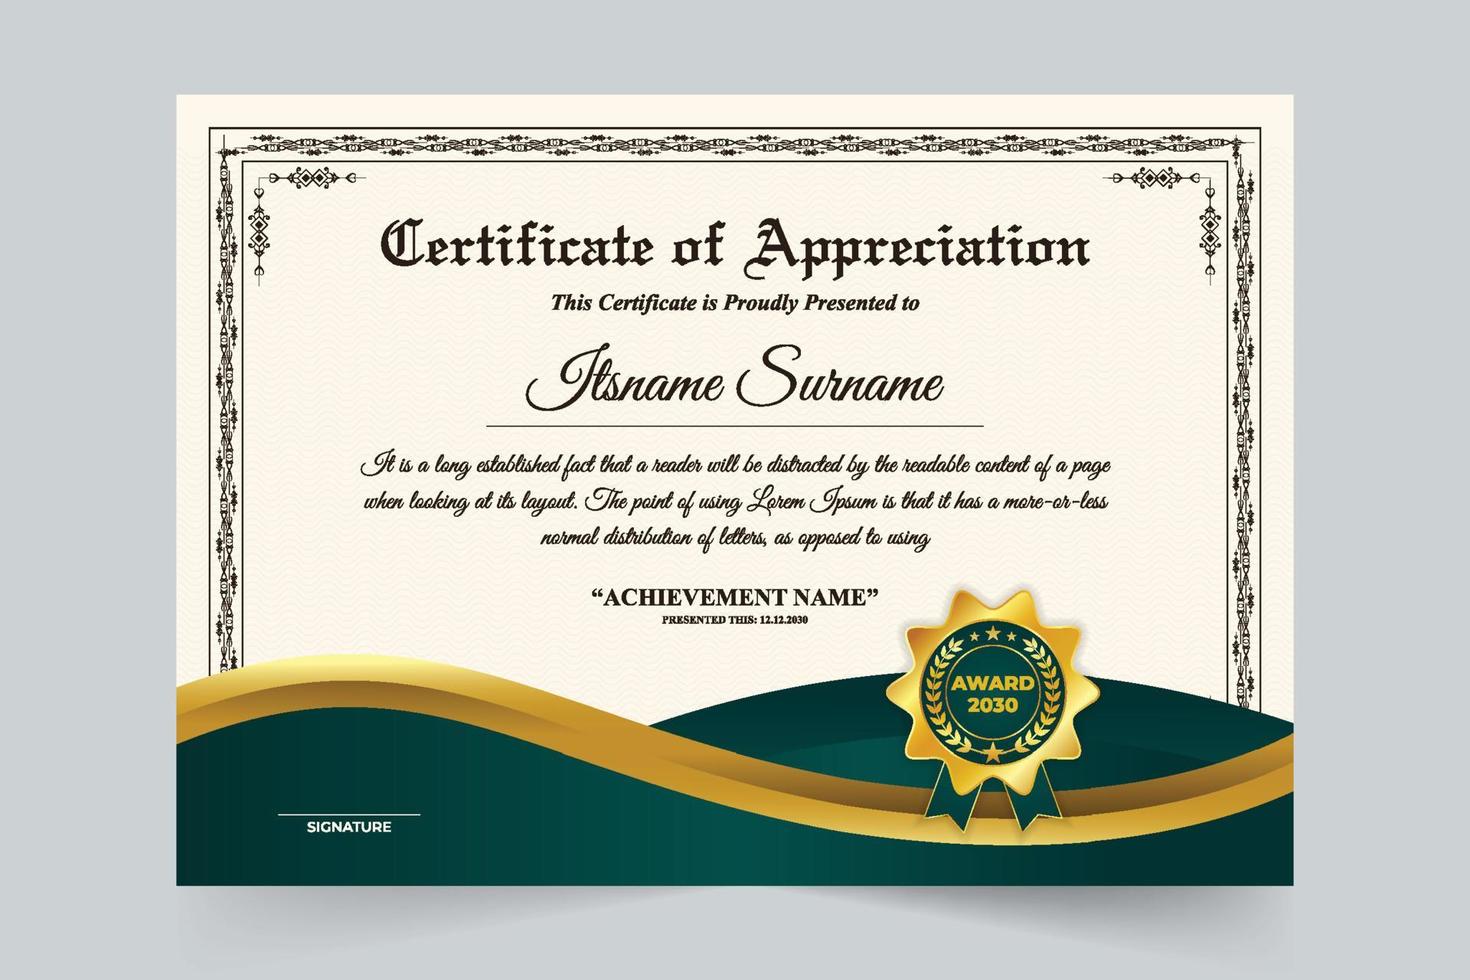 Certificate of Appreciation
This Certificate is Proudly Presented to
Itsname Surname
It is a long established fact that a reader will be distracted by the readable content of a page
when looking at its layout. The point of using Lorem Ipsum is that it has a more-or-less
normal distribution of letters, as opposed to using
“ACHIEVEMENT NAME”
PRESENTED THIS: 12.12.2030
AWARD
2030
SIGNATURE